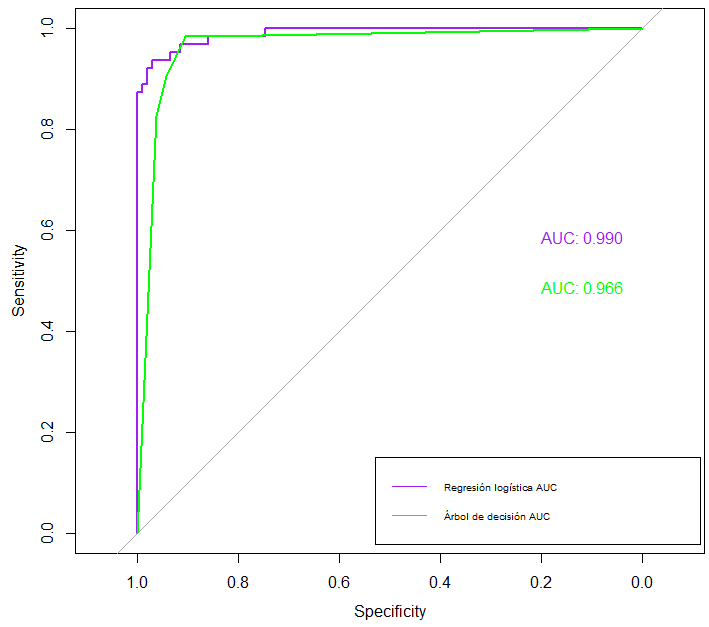 1.0
0.8
0.6
0.4
0.2
0.0
Sensitivity
AUC: 0.990
AUC: 0.966
Regresión logística AUC
Árbol de decisión AUC
1.0 0.8 0.6 0.4 0.2 0.0
Specificity